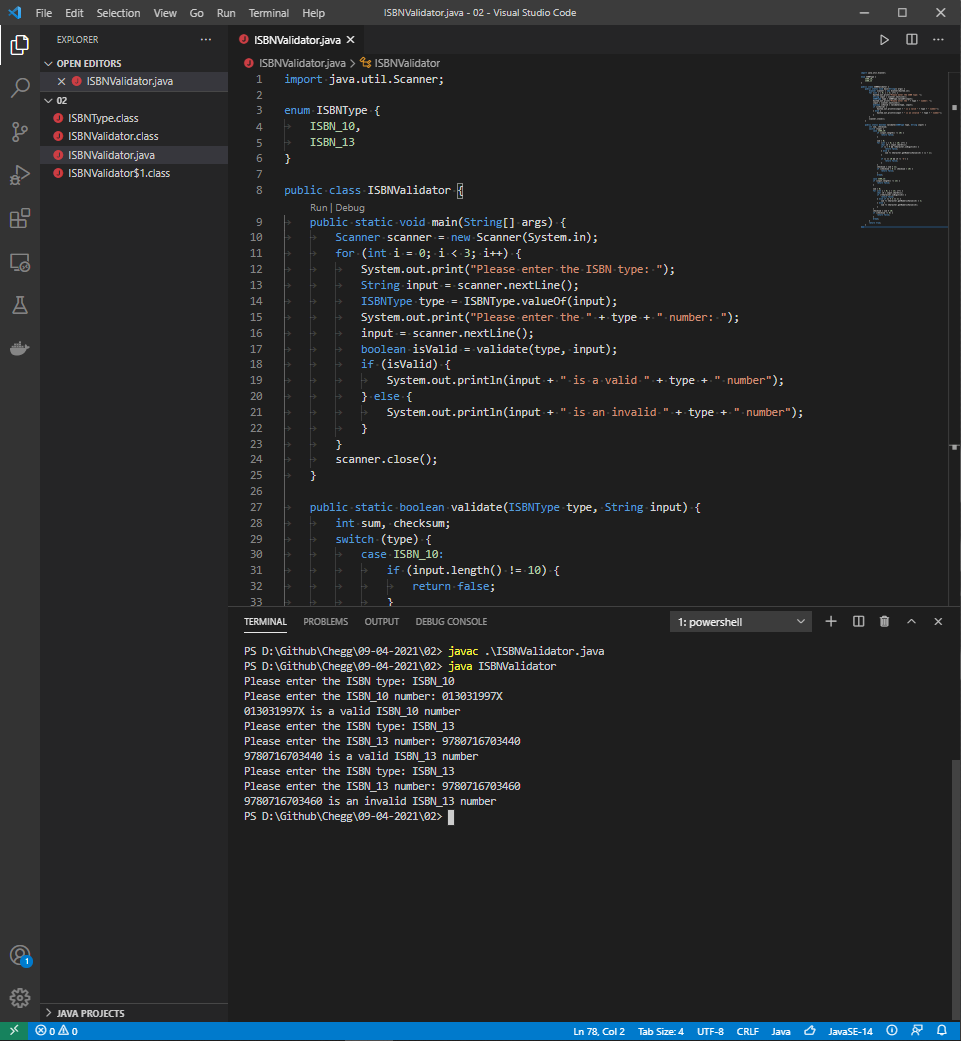 File Edit Selection View Go Run Terminal Help ISBNValidator.java - 02 - Visual Studio Code
EXPLORER
OPEN EDITORS
ISBNValidator.java
02
ISBNType.class
ISBNValidator.class
ISBNValidator.java
ISBNValidator$1.class
JAVA PROJECTS
ISBNValidator.java
ISBNValidator.java > ISBNValidator
1 import java.util.Scanner;
2
3 enum ISBNType {
4 ISBN_10,
5 ISBN_13
6 }
7
8 public class ISBNValidator {
Run | Debug
9 public static void main(String[] args) {
10 Scanner scanner = new Scanner(System.in);
11 for (int i = 0; i < 3; i++) {
12 System.out.print("Please enter the ISBN type: ");
13 String input = scanner.nextLine();
14 ISBNType type = ISBNType.valueOf(input);
15 System.out.print("Please enter the " + type + " number: ");
16 input = scanner.nextLine();
17 boolean isValid = validate(type, input);
18 if (isValid) {
19 System.out.println(input + " is a valid " + type + " number");
20 } else {
21 System.out.println(input + " is an invalid " + type + " number");
22 }
23 }
24 scanner.close();
25 }
26
27 public static boolean validate(ISBNType type, String input) {
28 int sum, checksum;
29 switch (type) {
30 case ISBN_10:
31 if (input.length() != 10) {
32 return false;
33 }
TERMINAL PROBLEMS OUTPUT DEBUG CONSOLE 1: powershell
PS D:\Github\Chegg\09-04-2021\02> javac .\ISBNValidator.java
PS D:\Github\Chegg\09-04-2021\02> java ISBNValidator
Please enter the ISBN type: ISBN_10
Please enter the ISBN_10 number: 013031997X
013031997X is a valid ISBN_10 number
Please enter the ISBN type: ISBN_13
Please enter the ISBN_13 number: 9780716703440
9780716703440 is a valid ISBN_13 number
Please enter the ISBN type: ISBN_13
Please enter the ISBN_13 number: 9780716703460
9780716703460 is an invalid ISBN_13 number
PS D:\Github\Chegg\09-04-2021\02>
1
0 0 Ln 78, Col 2 Tab Size: 4 UTF-8 CRLF Java JavaSE-14